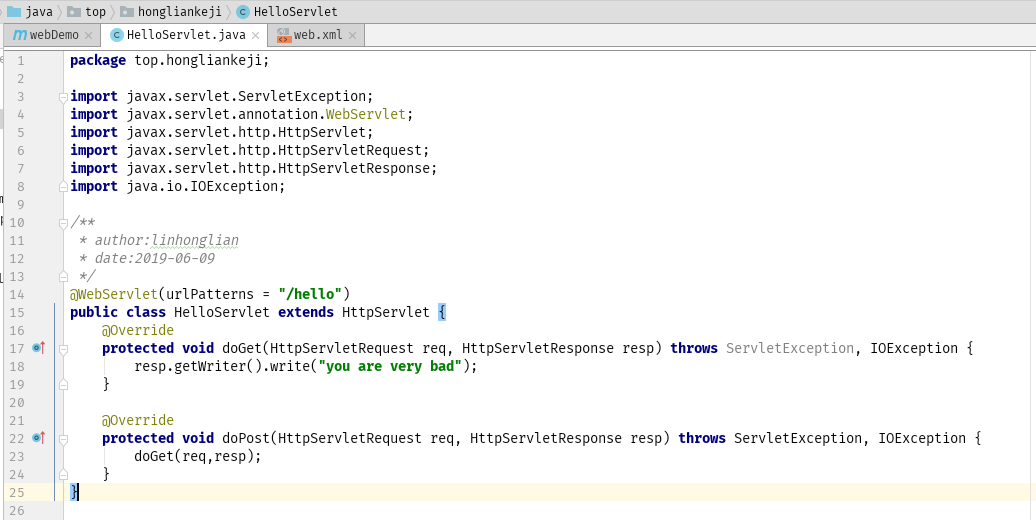 java top hongliankeji HelloServlet
webDemo HelloServlet.java web.xml
1 package top.hongliankeji;
2
3 import javax.servlet.ServletException;
4 import javax.servlet.annotation.WebServlet;
5 import javax.servlet.http.HttpServlet;
6 import javax.servlet.http.HttpServletRequest;
7 import javax.servlet.http.HttpServletResponse;
8 import java.io.IOException;
9
10 /**
11 * author:linhonglian
12 * date:2019-06-09
13 */
14 @WebServlet(urlPatterns = "/hello")
15 public class HelloServlet extends HttpServlet {
16 @Override
17 protected void doGet(HttpServletRequest req, HttpServletResponse resp) throws ServletException, IOException {
18 resp.getWriter().write("you are very bad");
19 }
20
21 @Override
22 protected void doPost(HttpServletRequest req, HttpServletResponse resp) throws ServletException, IOException {
23 doGet(req,resp);
24 }
25 }
26